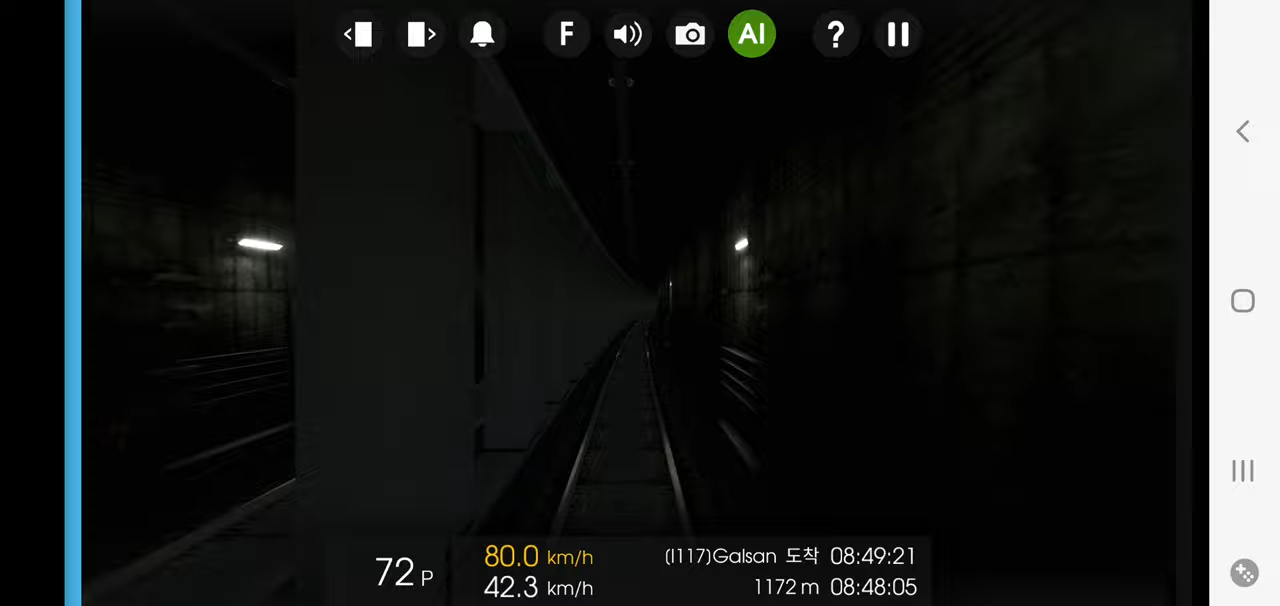 F
AI
?
72 P
80.0 km/h
42.3 km/h
(I117)Galsan 도착 08:49:21
1172 m 08:48:05